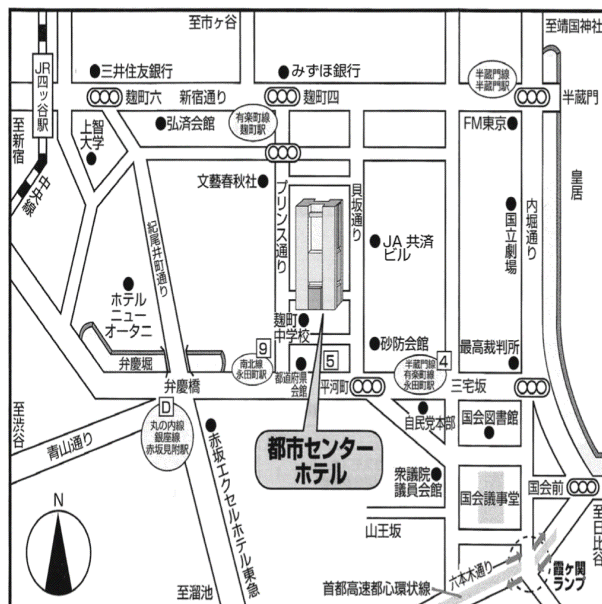 至市ヶ谷
至靖国神社
JR四ツ谷駅
三井住友銀行
みずほ銀行
半蔵門線
半蔵門駅
麹町六
新宿通り
麹町四
半蔵門
至新宿
上智
大学
弘済会館
有楽町線
麹町駅
FM東京
中央線
文藝春秋社
プリンス通り
貝坂通り
内堀通り
皇居
紀尾井町通り
JA共済
ビル
国立劇場
ホテル
ニュー
オータニ
麹町
中学校
弁慶堀
9
南北線
永田町駅
都道府県
会館
5
砂防会館
半蔵門線
有楽町線
永田町駅
4
最高裁判所
弁慶橋
平河町
三宅坂
至渋谷
D
丸の内線
銀座線
赤坂見附駅
自民党本部
国会図書館
青山通り
赤坂エクセルホテル東急
都市センター
ホテル
衆議院
議員会館
国会議事堂
国会前
N
山王坂
至日比谷
六本木通り
霞ヶ関
ランプ
至溜池
首都高速都心環状線